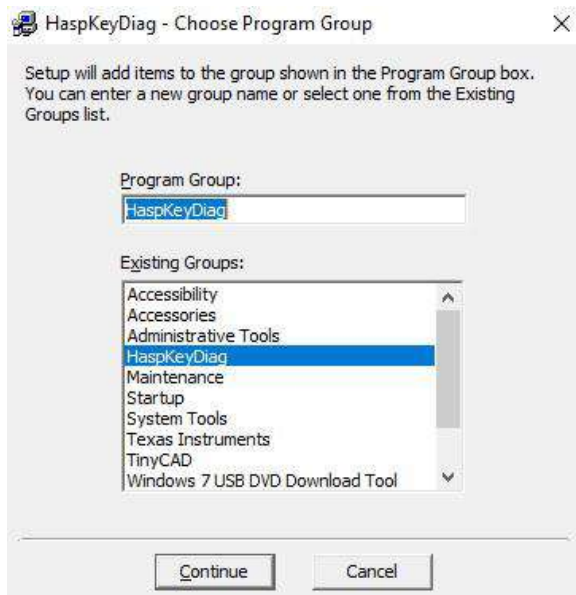 HaspKeyDiag - Choose Program Group
Setup will add items to the group shown in the Program Group box.
You can enter a new group name or select one from the Existing
Groups list.
Program Group:
HaspKeyDiag
Existing Groups:
Accessibility
Accessories
Administrative Tools
HaspKeyDiag
Maintenance
Startup
System Tools
Texas Instruments
TinyCAD
Windows 7 USB DVD Download Tool
Continue Cancel